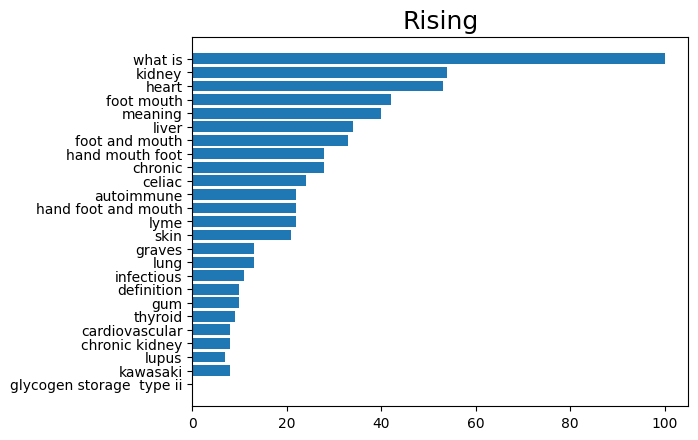 Rising
what is
kidney
heart
foot mouth
meaning
liver
foot and mouth
hand mouth foot
chronic
celiac
autoimmune
hand foot and mouth
lyme
skin
graves
lung
infectious
definition
gum
thyroid
cardiovascular
chronic kidney
lupus
kawasaki
glycogen storage  type ii
0 20 40 60 80 100